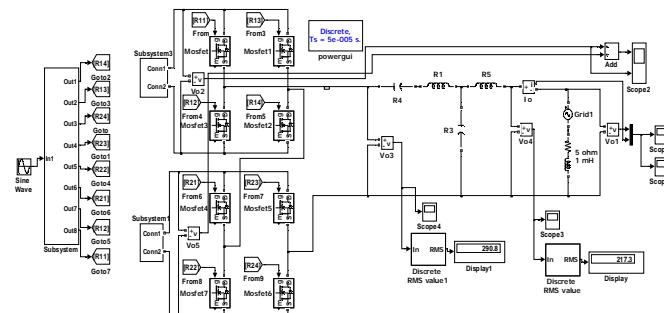 [R11]
From
Mosfet
[R13]
From3
Mosfet1
Discrete,
Ts = 5e-005 s.
powergui
Add
Scope2
Subsystem3
Conn1
Conn2
Vo2
[R12]
From4
Mosfet3
[R14]
From5
Mosfet2
R4
R1
R5
Io
Grid1
R3
Vo3
Vo4
Vo1
5 ohm
1 mH
Sine
Wave
In1
Subsystem
Out1
Out2
Out3
Out4
Out5
Out6
Out7
Out8
[R14]
Goto2
[R13]
Goto3
[R24]
Goto
[R23]
Goto1
[R22]
Goto4
[R21]
Goto6
[R12]
Goto5
[R11]
Goto7
Subsystem1
Conn1
Conn2
Vo5
[R21]
From6
Mosfet4
[R23]
From7
Mosfet5
[R22]
From8
Mosfet7
[R24]
From9
Mosfet6
Scope4
In
RMS
Discrete
RMS value1
290.8
Display1
Scope3
In
RMS
Discrete
RMS value
217.3
Display
Scop
Scop